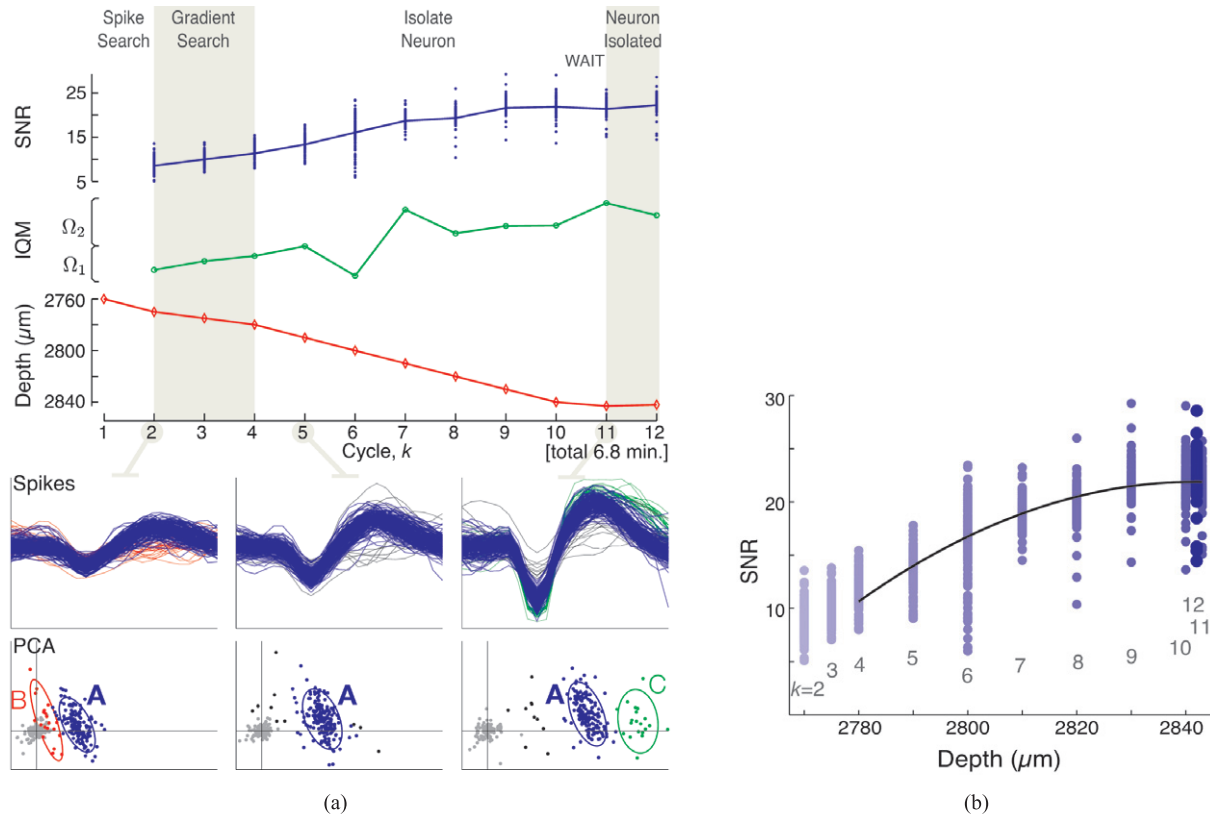 Spike Search
Gradient Search
Isolate Neuron
Neuron Isolated
WAIT
SNR
25
15
5
IQM
Ω2
Ω1
Depth (µm)
2760
2800
2840
1 2 3 4 5 6 7 8 9 10 11 12
Cycle, k
[total 6.8 min.]
Spikes
PCA
B
A
A
A
C
(a)
SNR
30
20
10
k=2
3
4
5
6
7
8
9
10
11
12
2780 2800 2820 2840
Depth (µm)
(b)